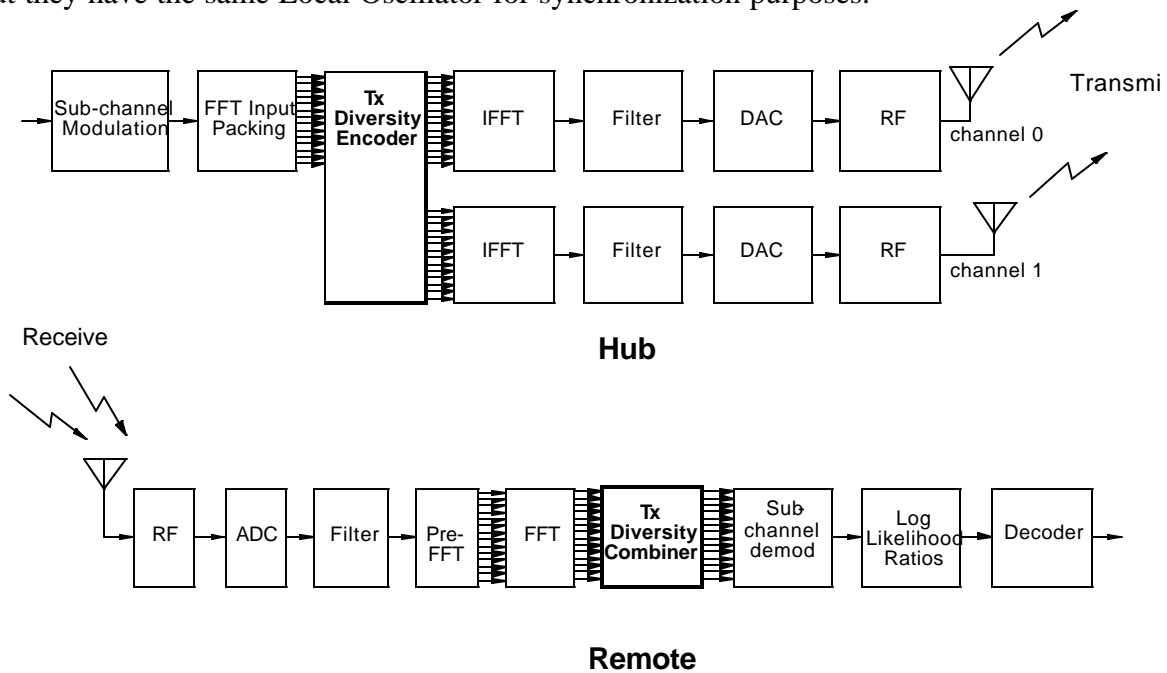 ut they have the same Local Oscillator for synchronization purposes.
Sub-channel
Modulation
FFT Input
Packing
Tx
Diversity
Encoder
IFFT
Filter
DAC
RF
channel 0
Transmi
IFFT
Filter
DAC
RF
channel 1
Hub
Receive
RF
ADC
Filter
Pre-
FFT
FFT
Tx
Diversity
Combiner
Sub-
channel
demod
Log
Likelihood
Ratios
Decoder
Remote